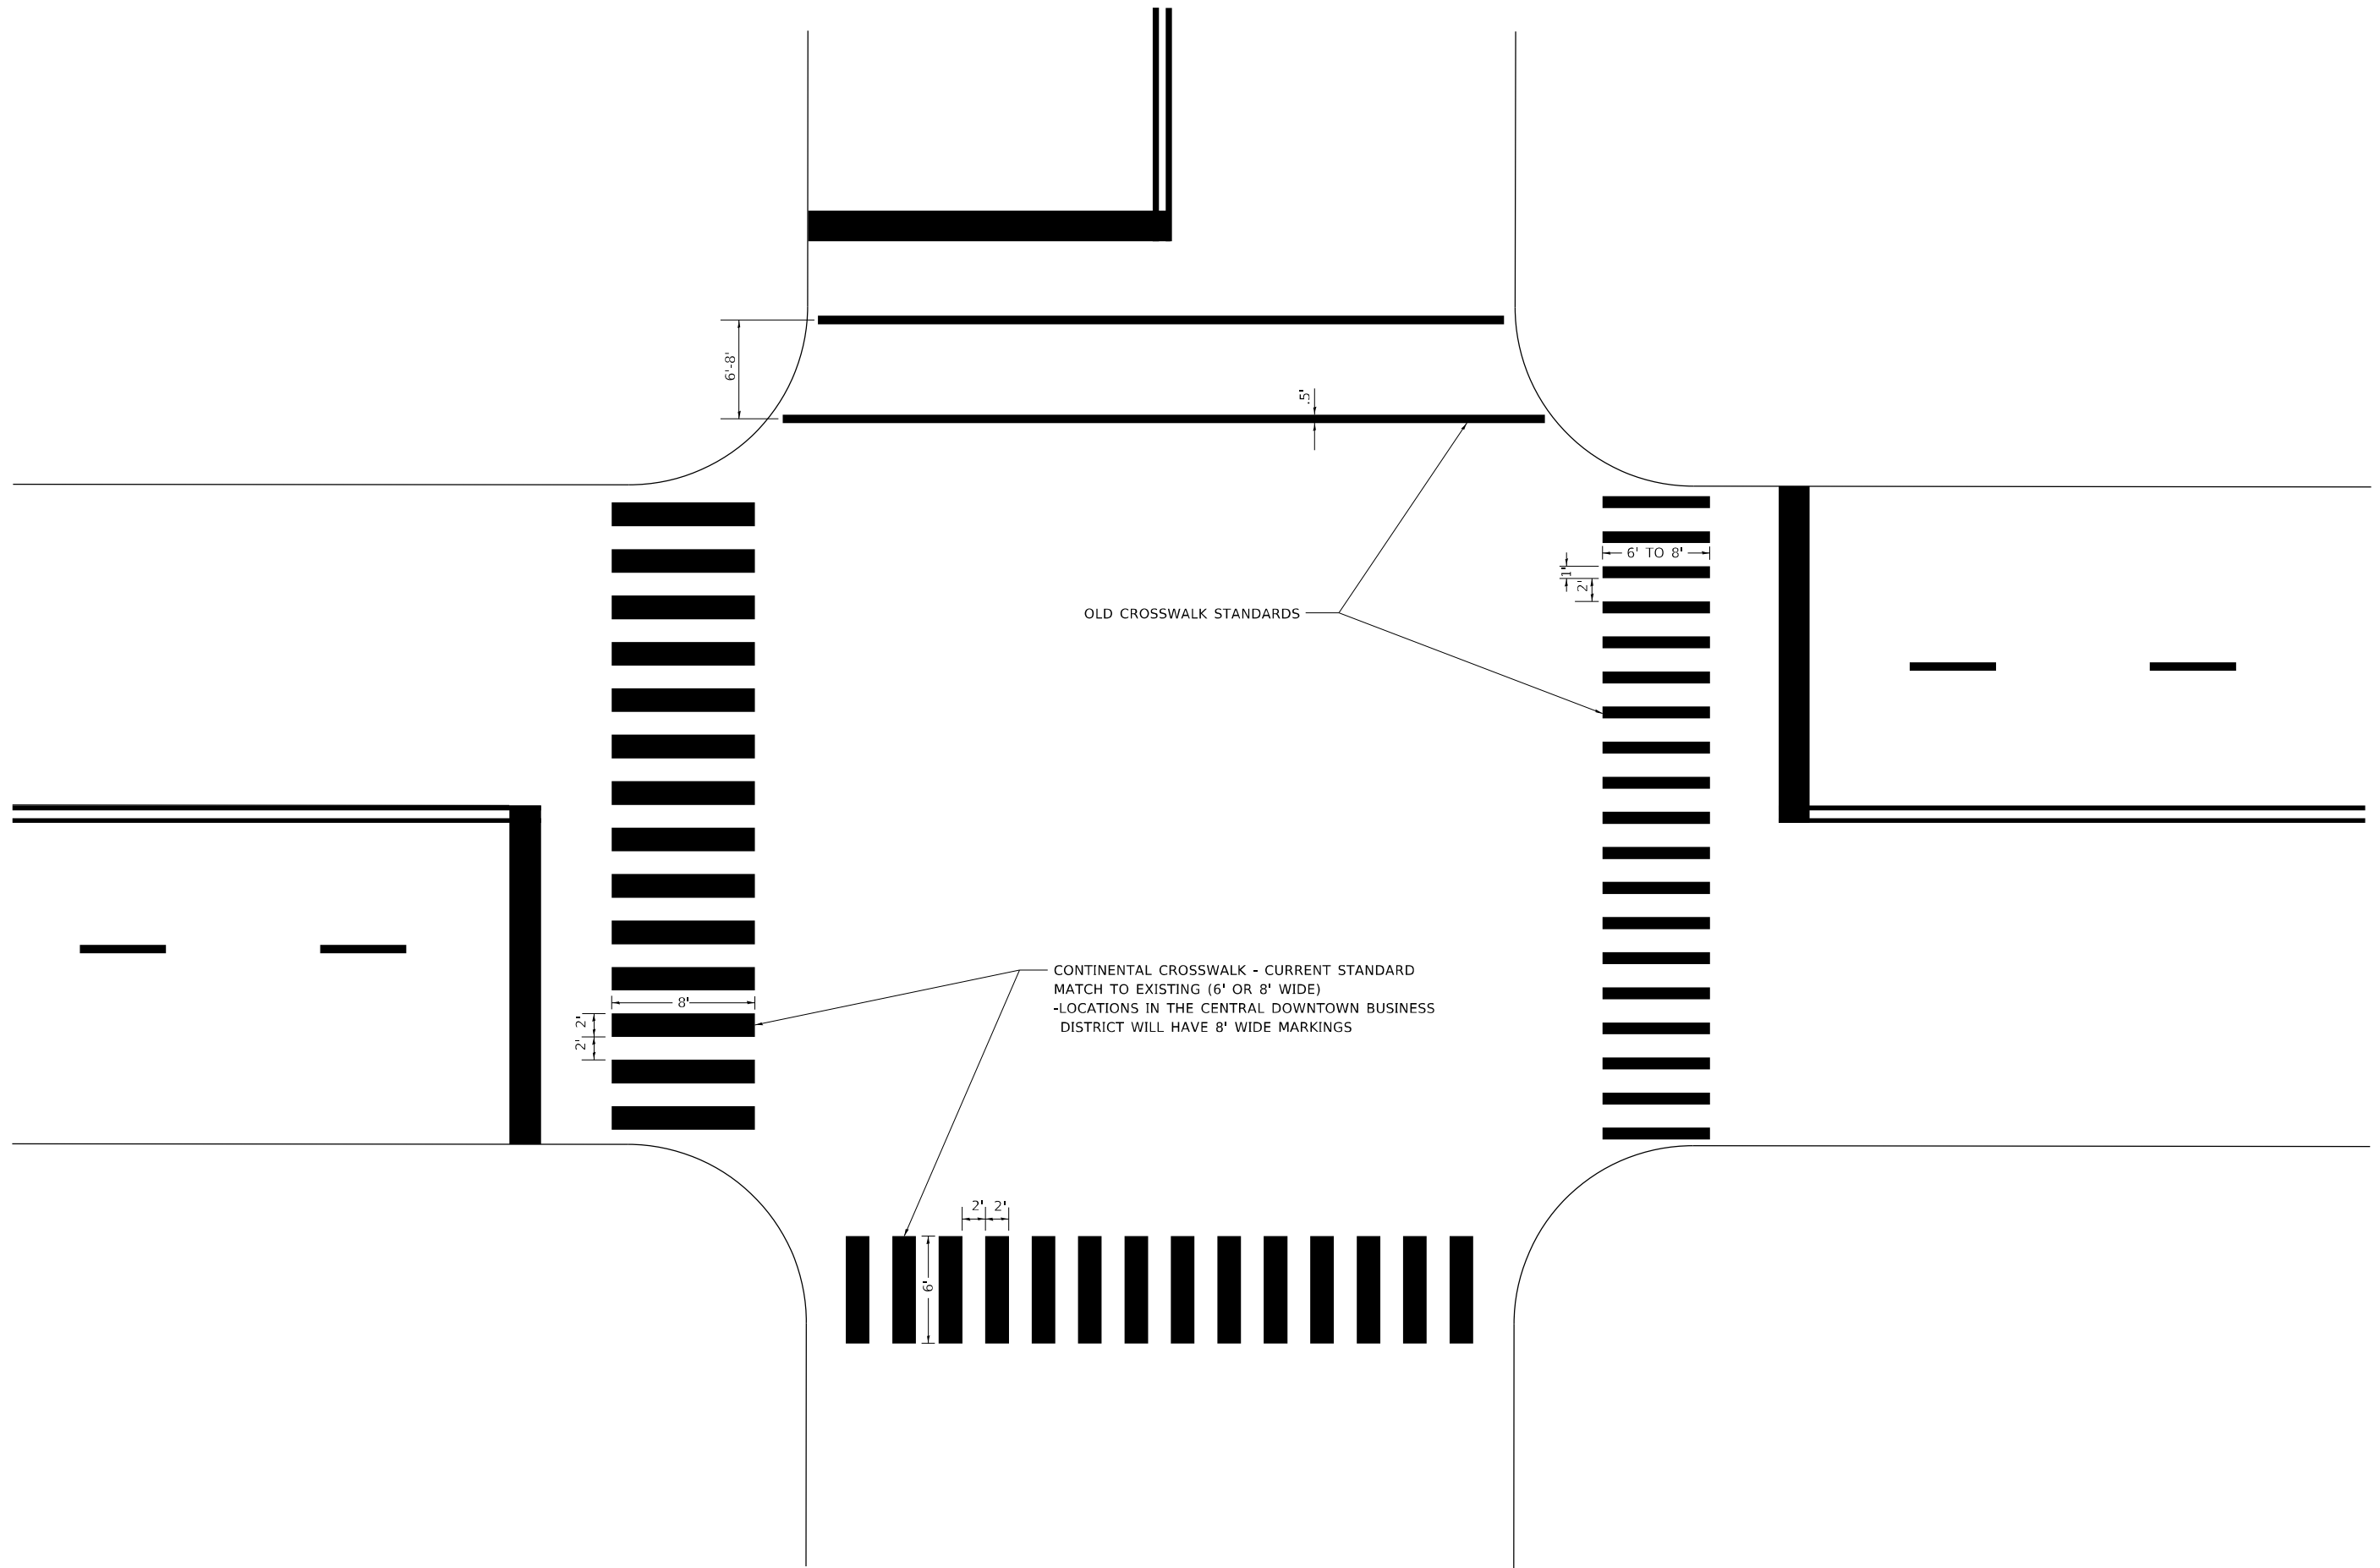 6'-8'
.5'
6' TO 8'
1'
2'
OLD CROSSWALK STANDARDS
CONTINENTAL CROSSWALK - CURRENT STANDARD
MATCH TO EXISTING (6' OR 8' WIDE)
-LOCATIONS IN THE CENTRAL DOWNTOWN BUSINESS
DISTRICT WILL HAVE 8' WIDE MARKINGS
8'
2'
2'
2' 2'
6'